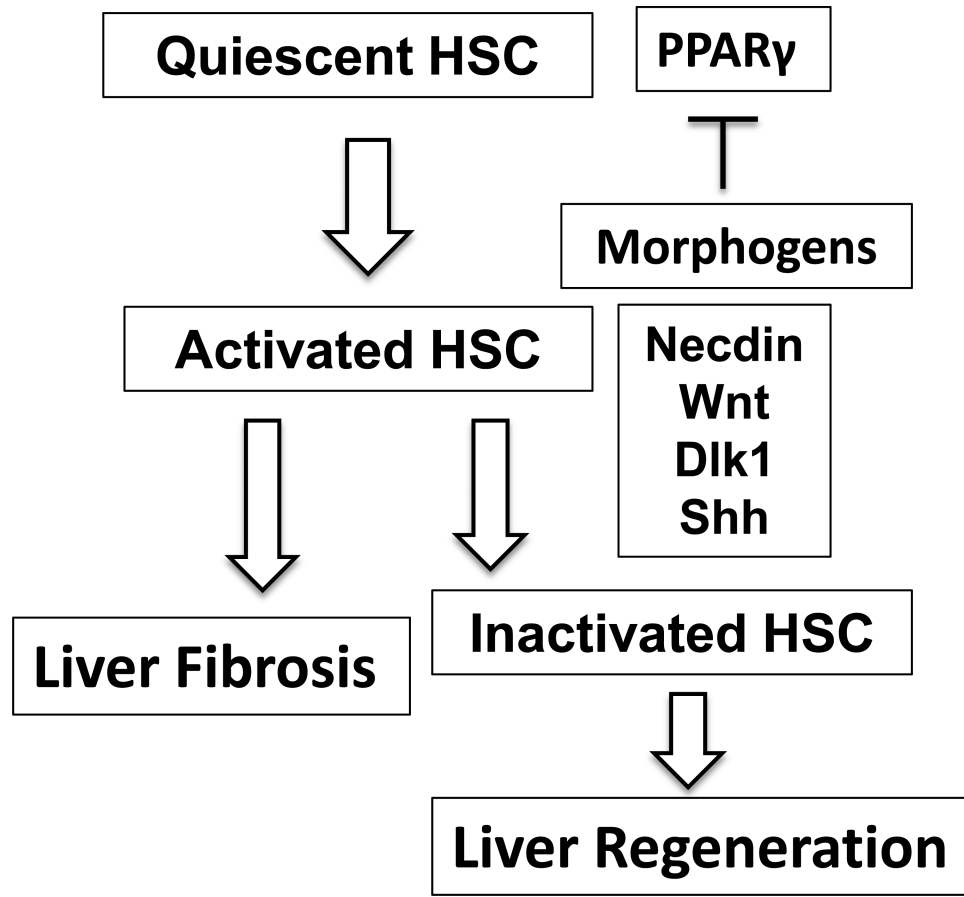 Quiescent HSC
PPARγ
Morphogens
Activated HSC
Necdin
Wnt
Dlk1
Shh
Inactivated HSC
Liver Fibrosis
Liver Regeneration